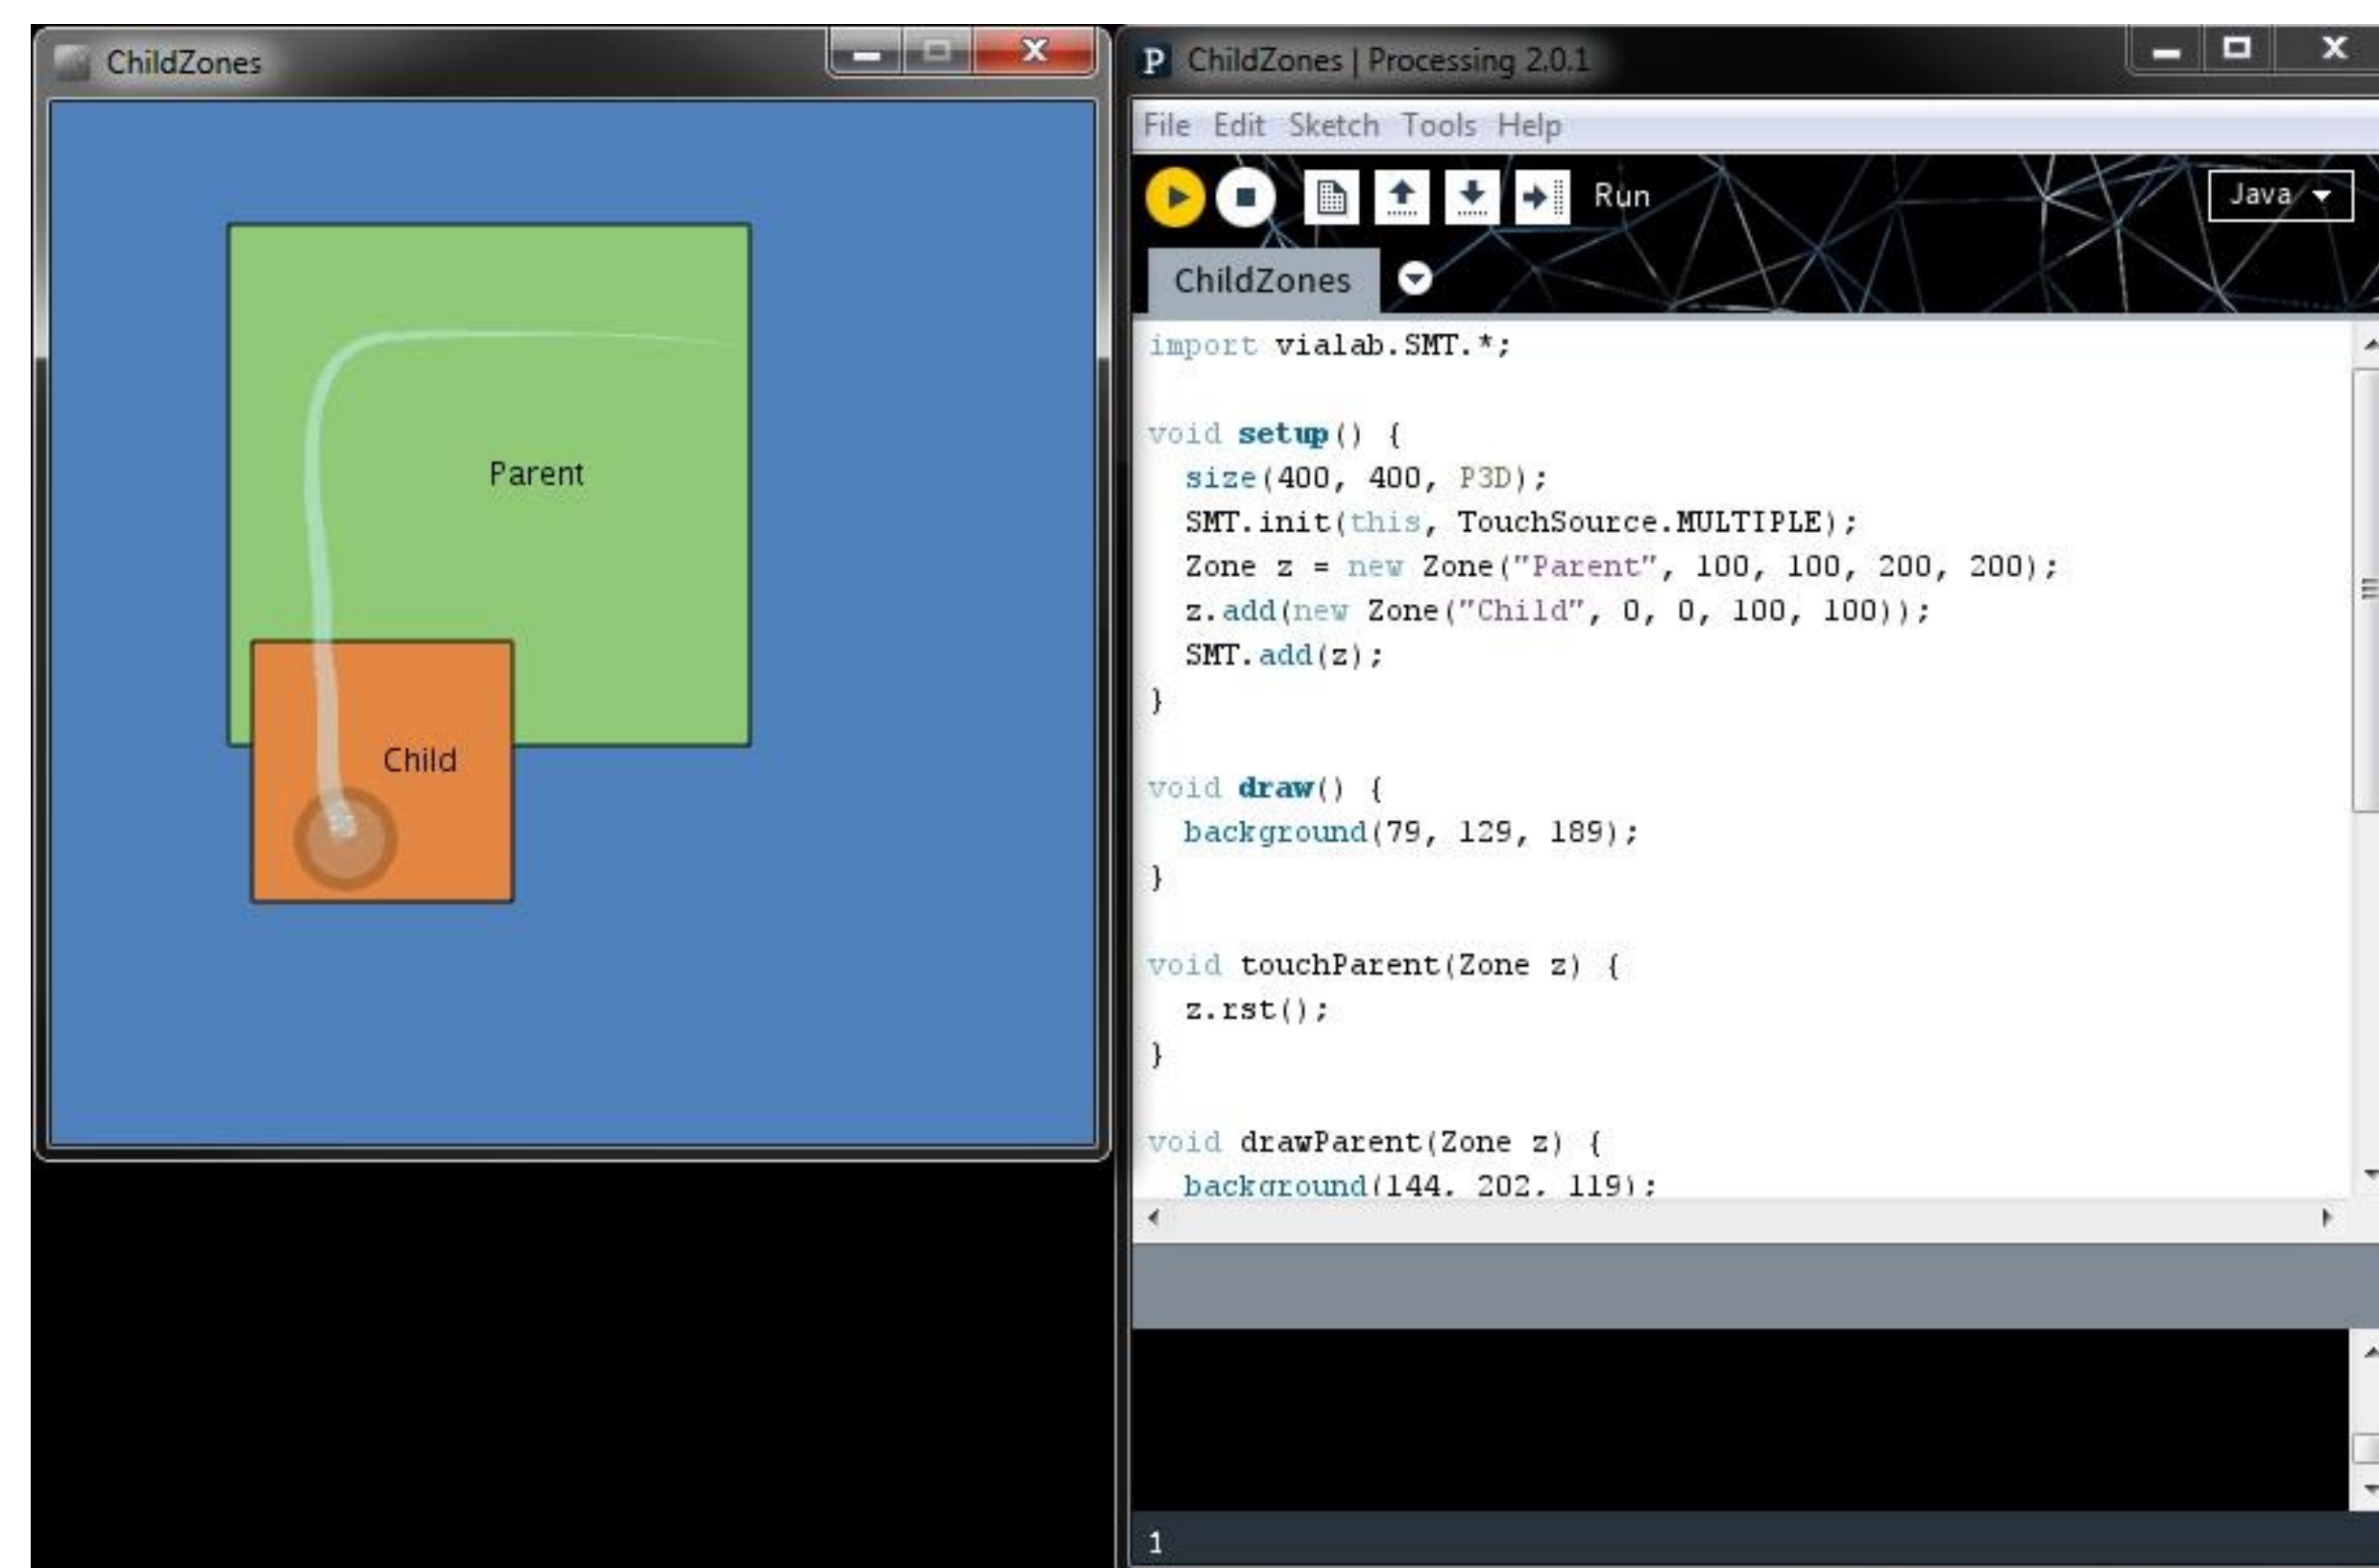 ChildZones
Parent
Child
ChildZones | Processing 2.0.1
File Edit Sketch Tools Help
Run
Java
ChildZones
import vialab.SMT.*;
void setup() {
size(400, 400, P3D);
SMT.init(this, TouchSource.MULTIPLE);
Zone z = new Zone("Parent", 100, 100, 200, 200);
z.add(new Zone("Child", 0, 0, 100, 100));
SMT.add(z);
}
void draw() {
background(79, 129, 189);
}
void touchParent(Zone z) {
z.rst();
}
void drawParent(Zone z) {
background(144, 202, 119);
1